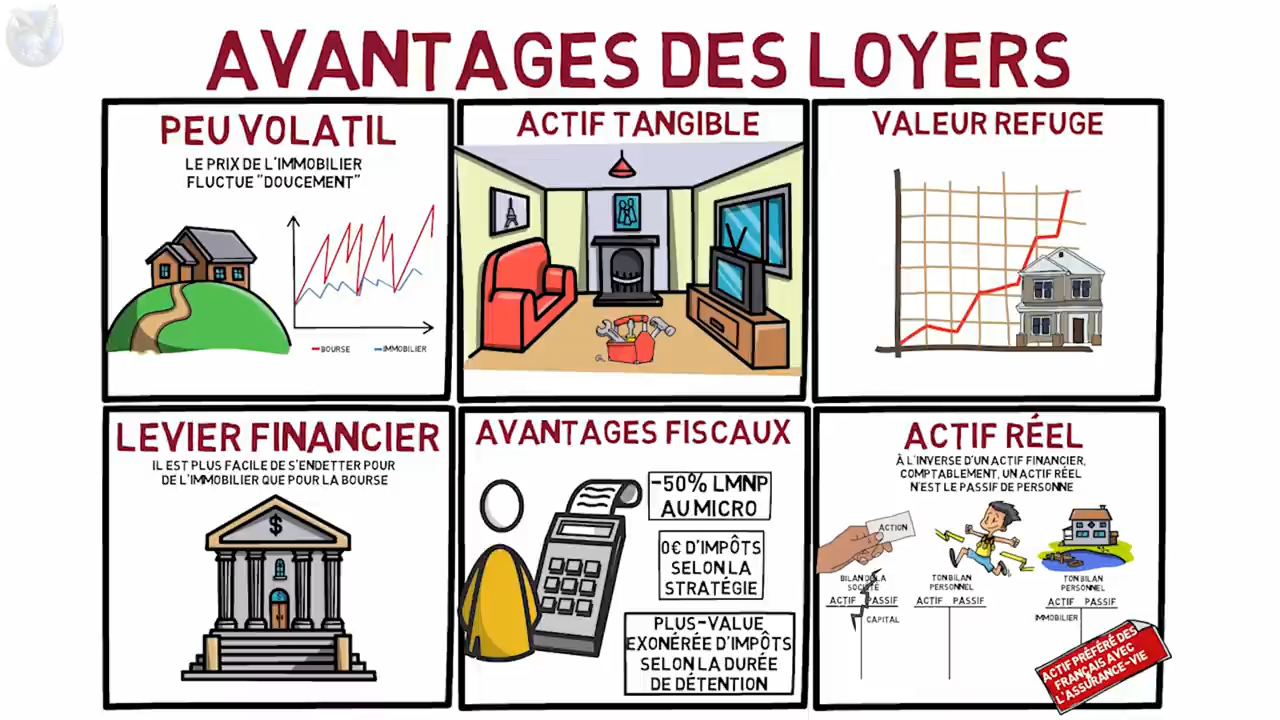 AVANTAGES DES LOYERS
PEU VOLATIL
LE PRIX DE L'IMMOBILIER
FLUCTUE "DOUCEMENT"
BOURSE
IMMOBILIER
ACTIF TANGIBLE
VALEUR REFUGE
LEVIER FINANCIER
IL EST PLUS FACILE DE S'ENDETTER POUR
DE L'IMMOBILIER QUE POUR LA BOURSE
$
AVANTAGES FISCAUX
-50% LMNP
AU MICRO
0€ D'IMPÔTS
SELON LA
STRATÉGIE
PLUS-VALUE
EXONÉRÉE D'IMPÔTS
SELON LA DURÉE
DE DÉTENTION
ACTIF RÉEL
À L'INVERSE D'UN ACTIF FINANCIER,
COMPTABLEMENT, UN ACTIF RÉEL
N'EST LE PASSIF DE PERSONNE
ACTION
BILAN DE LA
SOCIÉTÉ
ACTIF PASSIF
CAPITAL
TON BILAN
PERSONNEL
ACTIF PASSIF
TON BILAN
PERSONNEL
ACTIF PASSIF
IMMOBILIER
ACTIF PRÉFÉRÉ DES
FRANÇAIS AVEC
L'ASSURANCE-VIE